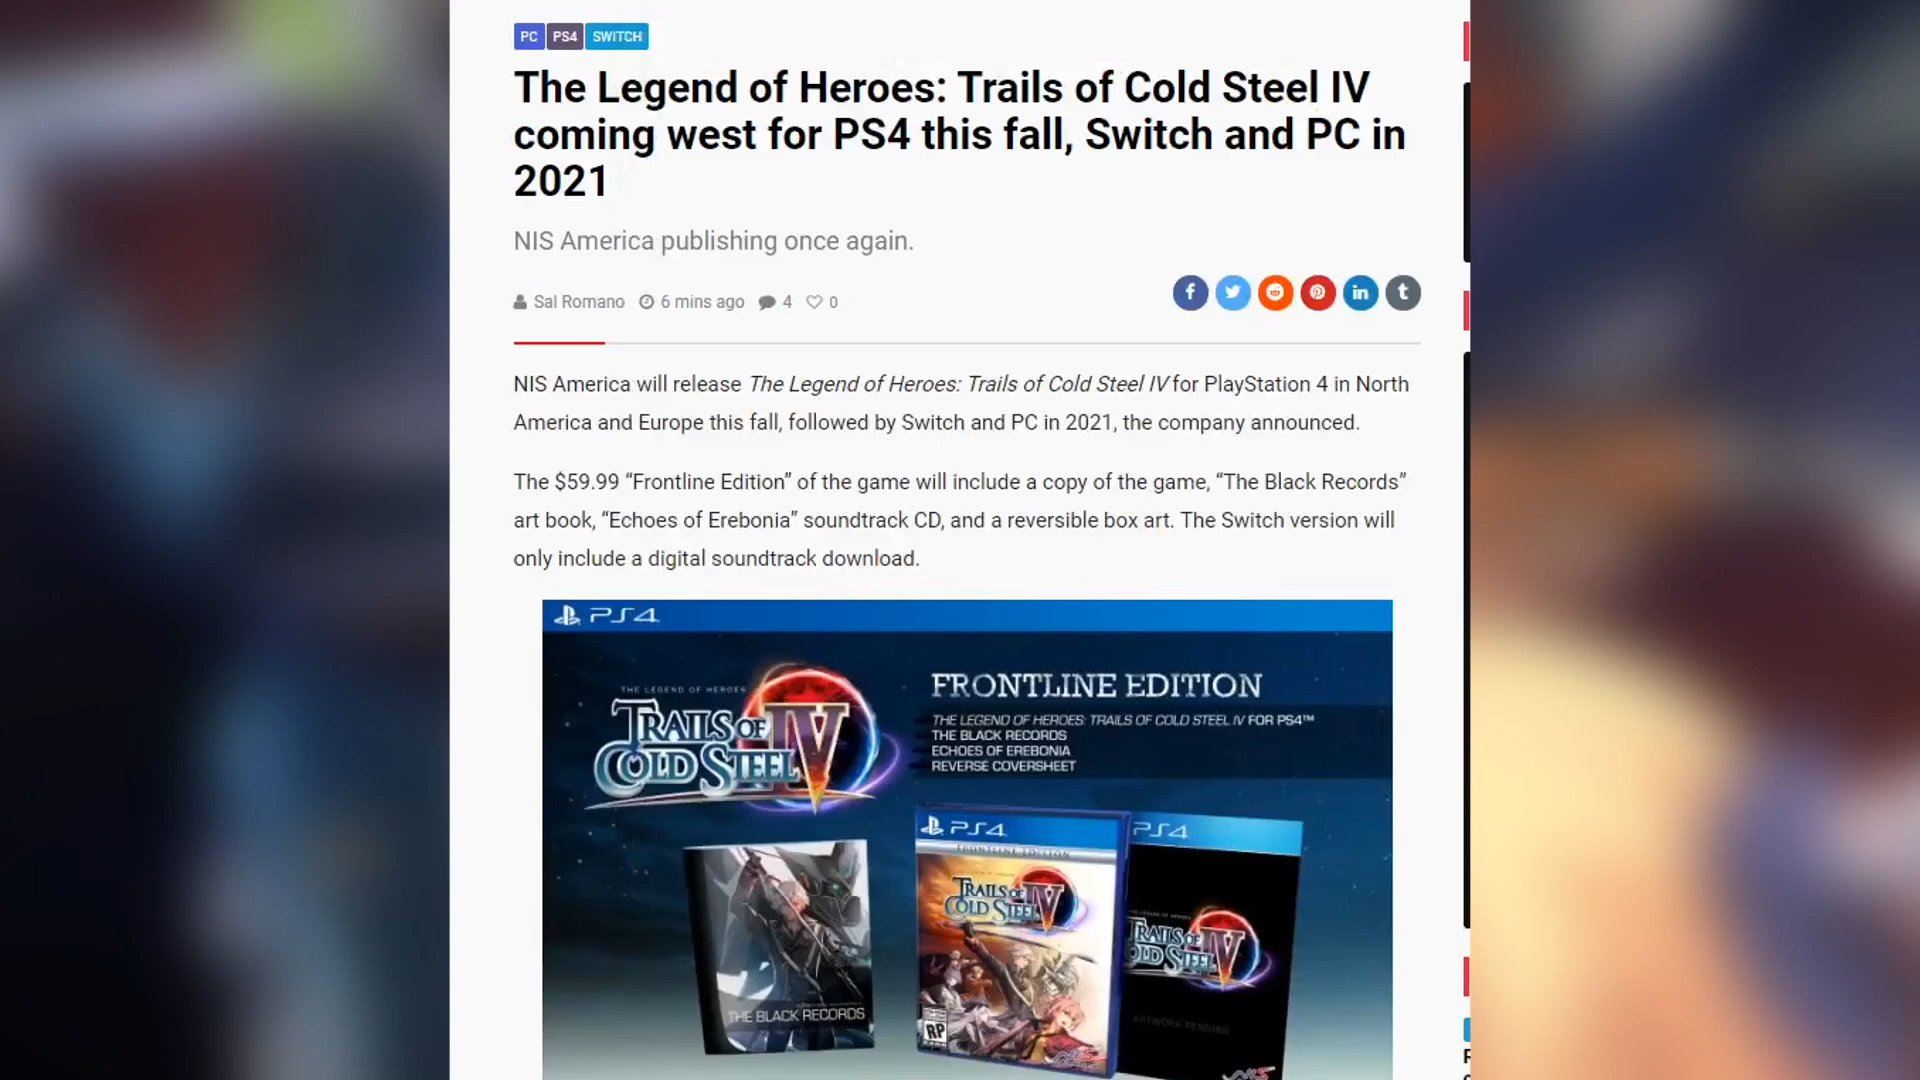 PC PS4 SWITCH
The Legend of Heroes: Trails of Cold Steel IV
coming west for PS4 this fall, Switch and PC in
2021
NIS America publishing once again.
Sal Romano 6 mins ago 4 0
NIS America will release The Legend of Heroes: Trails of Cold Steel IV for PlayStation 4 in North
America and Europe this fall, followed by Switch and PC in 2021, the company announced.
The $59.99 “Frontline Edition” of the game will include a copy of the game, “The Black Records”
art book, “Echoes of Erebonia” soundtrack CD, and a reversible box art. The Switch version will
only include a digital soundtrack download.
PS4
THE LEGEND OF HEROES
TRAILS OF
COLD STEEL IV
FRONTLINE EDITION
THE LEGEND OF HEROES: TRAILS OF COLD STEEL IV FOR PS4™
THE BLACK RECORDS
ECHOES OF EREBONIA
REVERSE COVERSHEET
THE BLACK RECORDS
PS4
FRONTLINE EDITION
TRAILS OF
COLD STEEL IV
RP
NIS
PS4
TRAILS OF
COLD STEEL IV
ARTWORK PENDING
NIS